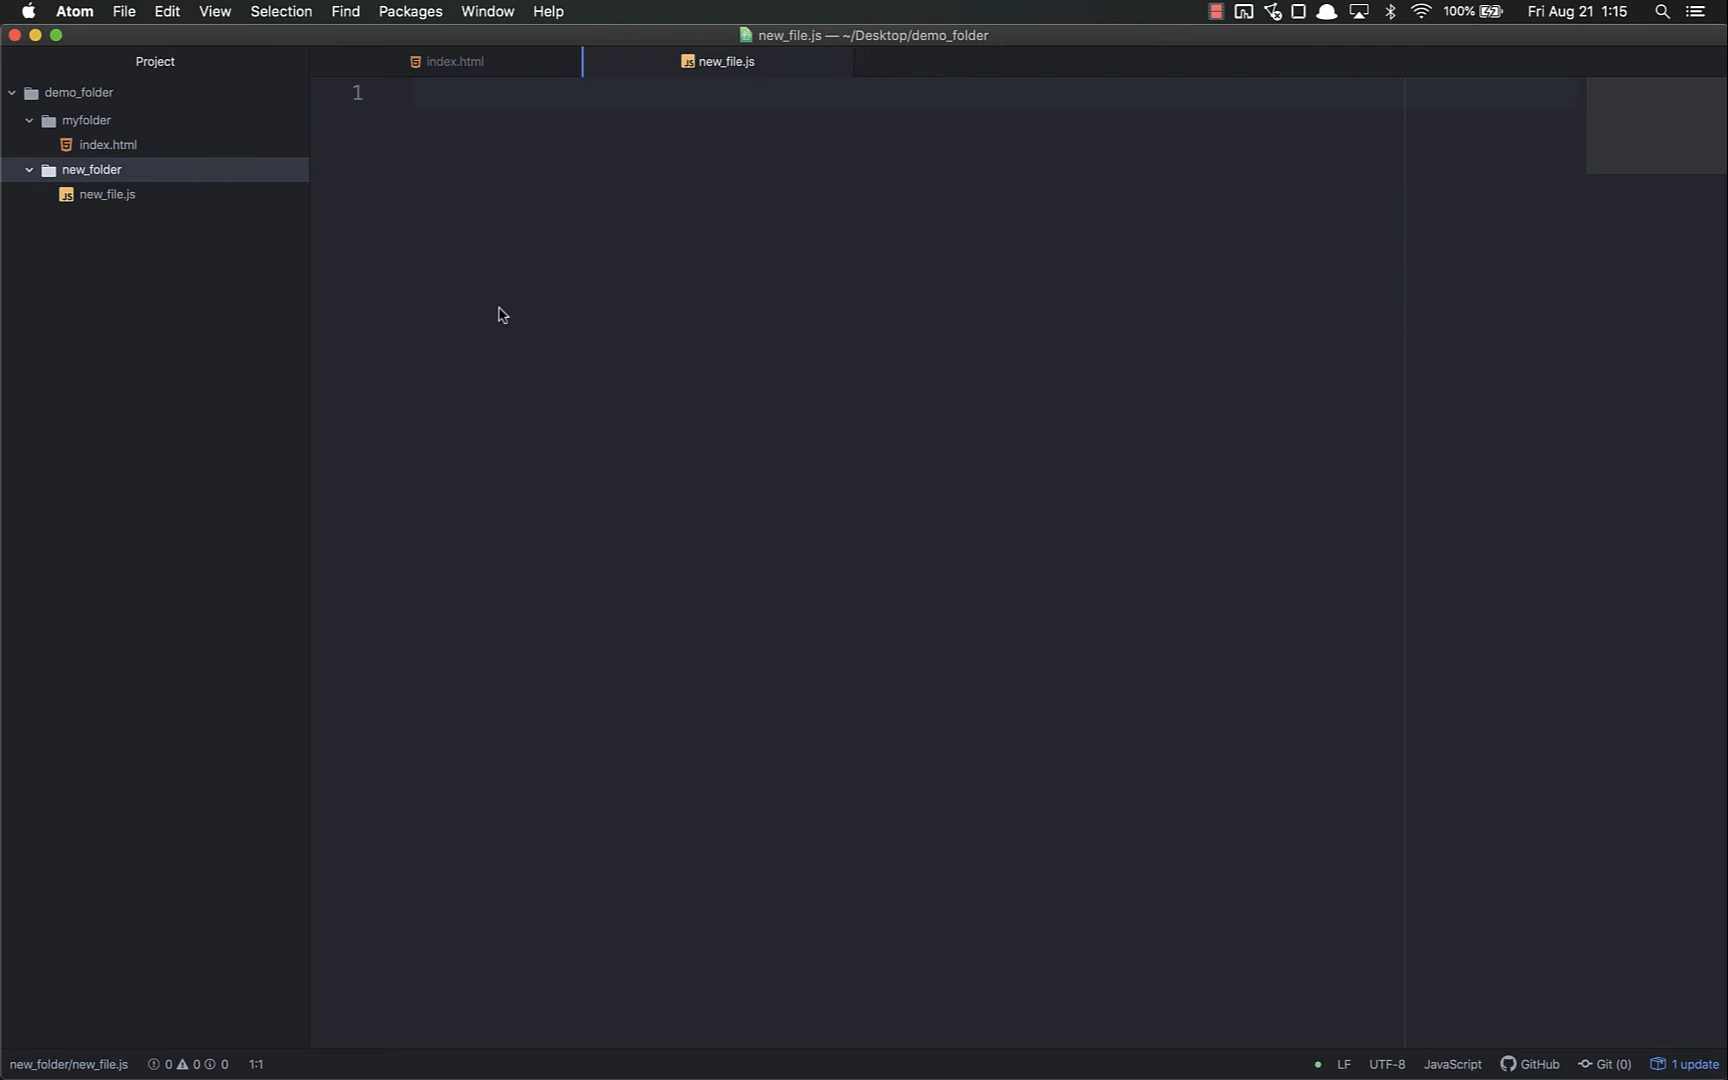 Atom File Edit View Selection Find Packages Window Help 100% Fri Aug 21 1:15
new_file.js — ~/Desktop/demo_folder
Project index.html new_file.js
demo_folder 1
myfolder
index.html
new_folder
new_file.js
new_folder/new_file.js 0 0 0 1:1 LF UTF-8 JavaScript GitHub Git (0) 1 update